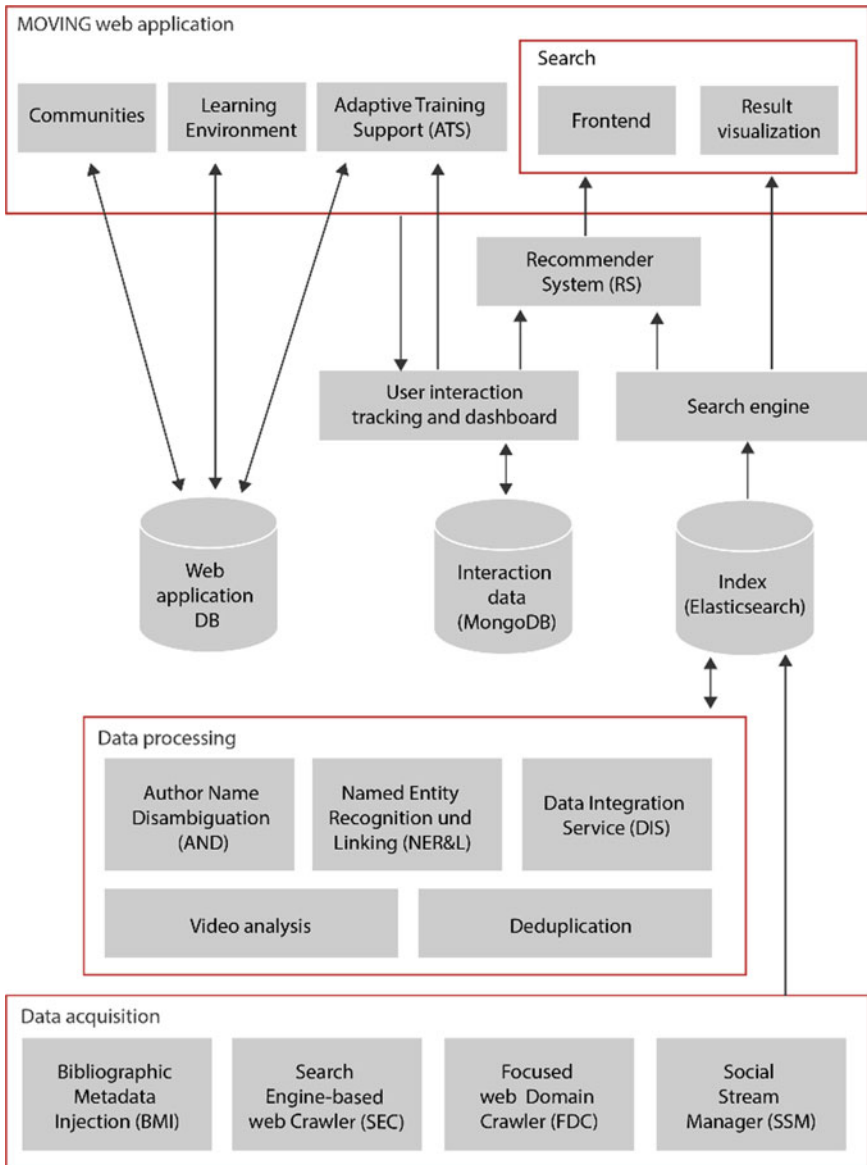 MOVING web application
Search
Communities
Learning
Environment
Adaptive Training
Support (ATS)
Frontend
Result
visualization
Recommender
System (RS)
User interaction
tracking and dashboard
Search engine
Web
application
DB
Interaction
data
(MongoDB)
Index
(Elasticsearch)
Data processing
Author Name
Disambiguation
(AND)
Named Entity
Recognition und
Linking (NER&L)
Data Integration
Service (DIS)
Video analysis
Deduplication
Data acquisition
Bibliographic
Metadata
Injection (BMI)
Search
Engine-based
web Crawler (SEC)
Focused
web Domain
Crawler (FDC)
Social
Stream
Manager (SSM)